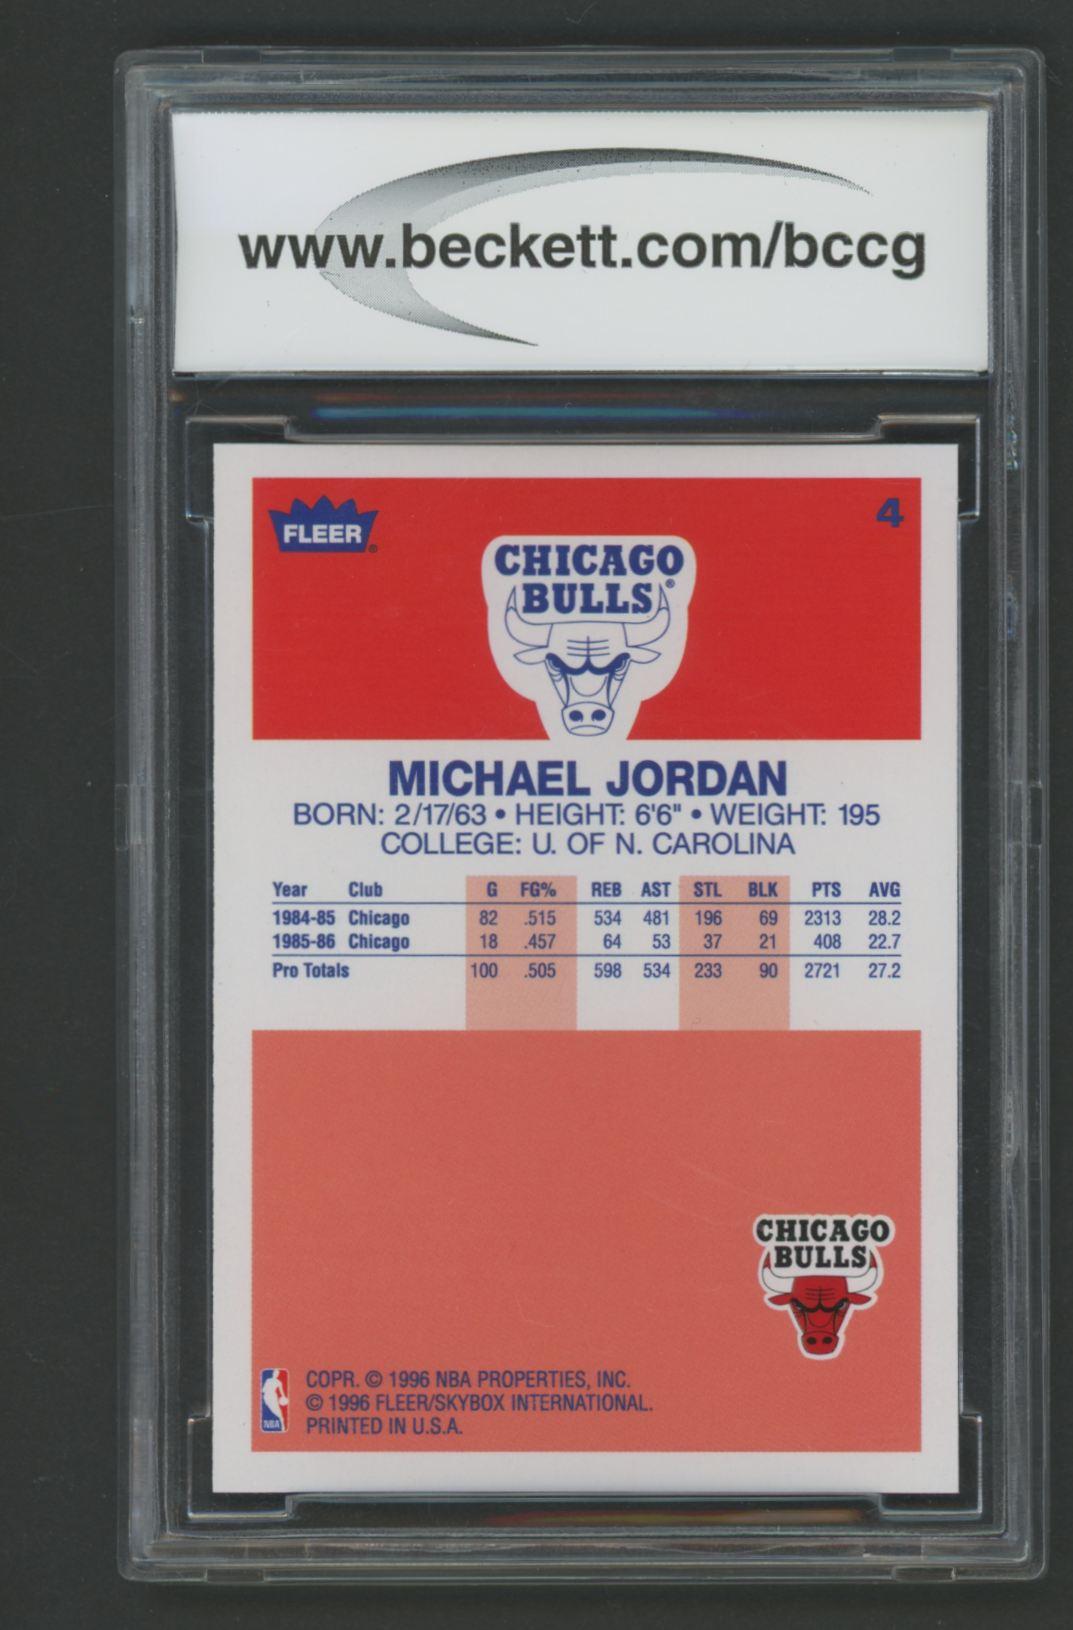 www.beckett.com/bccg
FLEER®
4
CHICAGO
BULLS®
MICHAEL JORDAN
BORN: 2/17/63 • HEIGHT: 6'6" • WEIGHT: 195
COLLEGE: U. OF N. CAROLINA
Year Club G FG% REB AST STL BLK PTS AVG
1984-85 Chicago 82 .515 534 481 196 69 2313 28.2
1985-86 Chicago 18 .457 64 53 37 21 408 22.7
Pro Totals 100 .505 598 534 233 90 2721 27.2
CHICAGO
BULLS
NBA
COPR. © 1996 NBA PROPERTIES, INC.
© 1996 FLEER/SKYBOX INTERNATIONAL.
PRINTED IN U.S.A.